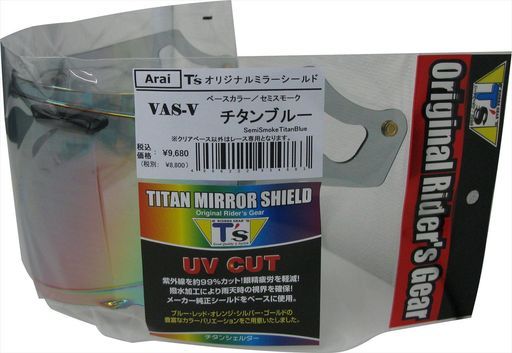 Arai T's オリジナルミラーシールド
ベースカラー／セミスモーク
VAS-V チタンブルー
SemiSmokeTitanBlue
※クリアベース以外はレース専用となります。
税込
価格： ¥9,680
(税別： ¥8,800)
TITAN MIRROR SHIELD
Original Rider's Gear
T's
UV CUT
紫外線を約99％カット!眼精疲労を軽減!
撥水加工により雨天時の視界を確保!
メーカー純正シールドをベースに使用。
ブルー・レッド・オレンジ・シルバー・ゴールドの
豊富なカラーバリエーションをご用意いたしました。
チタンシェルター
T's
Original Rider's Gear